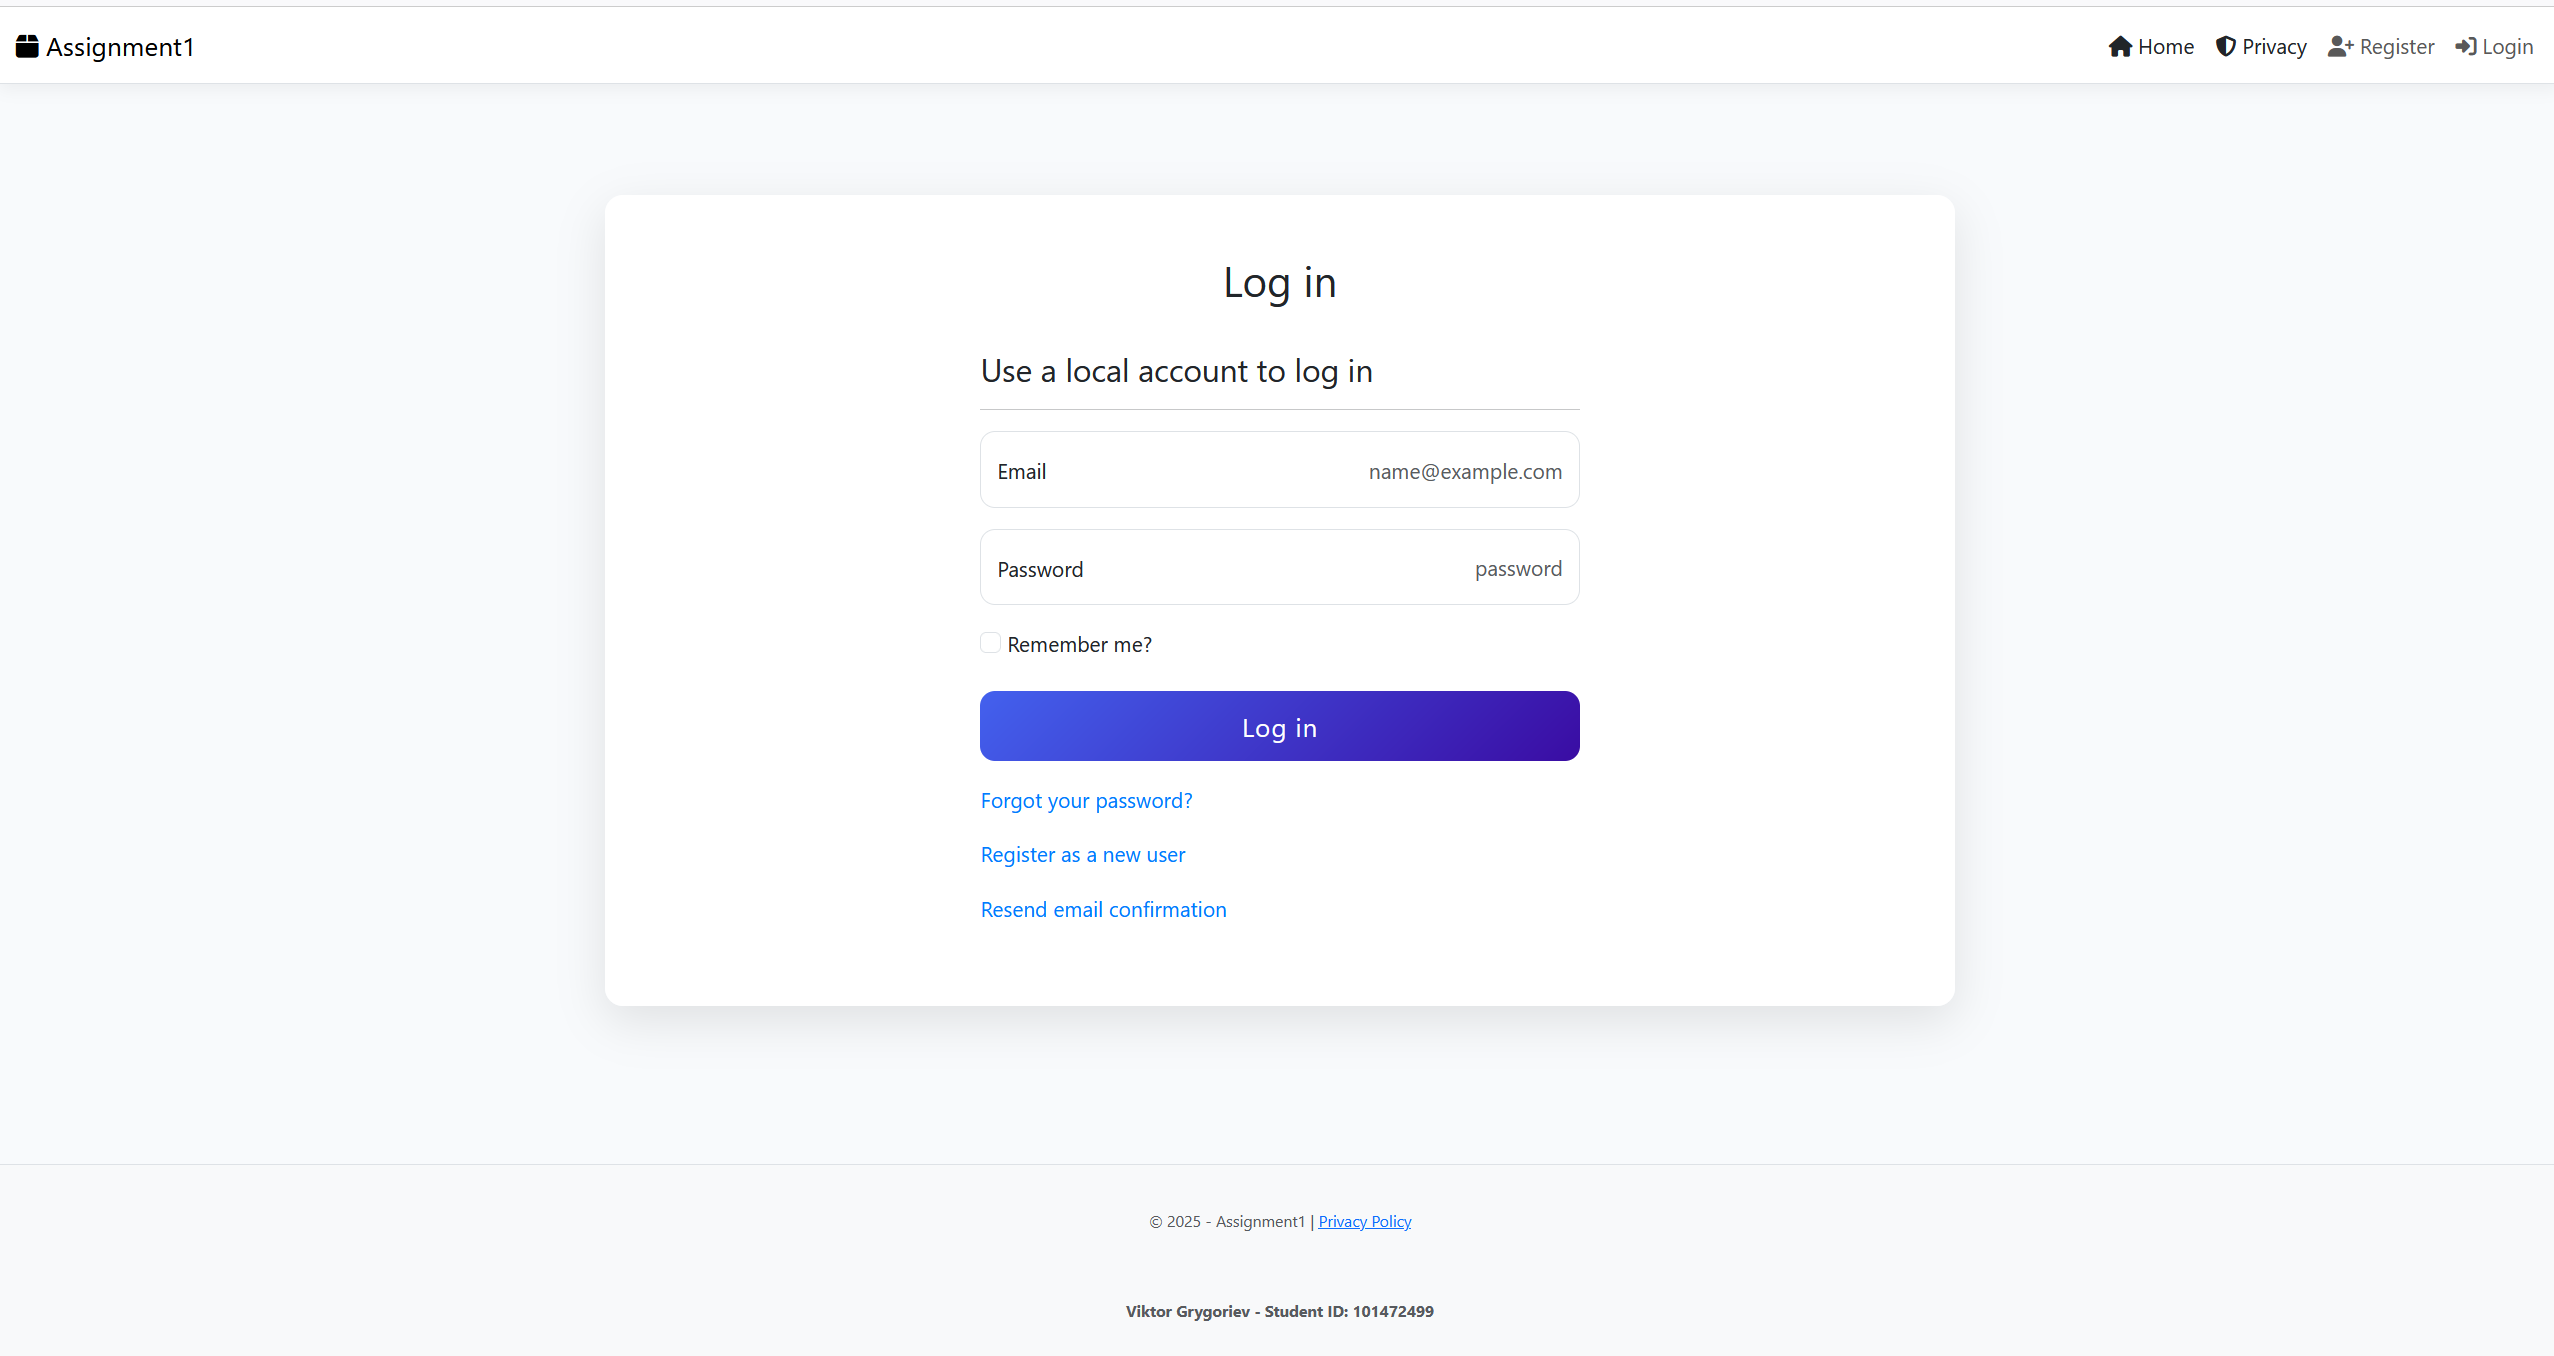 Assignment1
Home Privacy Register Login
Log in
Use a local account to log in
Email name@example.com
Password password
Remember me?
Log in
Forgot your password?
Register as a new user
Resend email confirmation
© 2025 - Assignment1 | Privacy Policy
Viktor Grygoriev - Student ID: 101472499